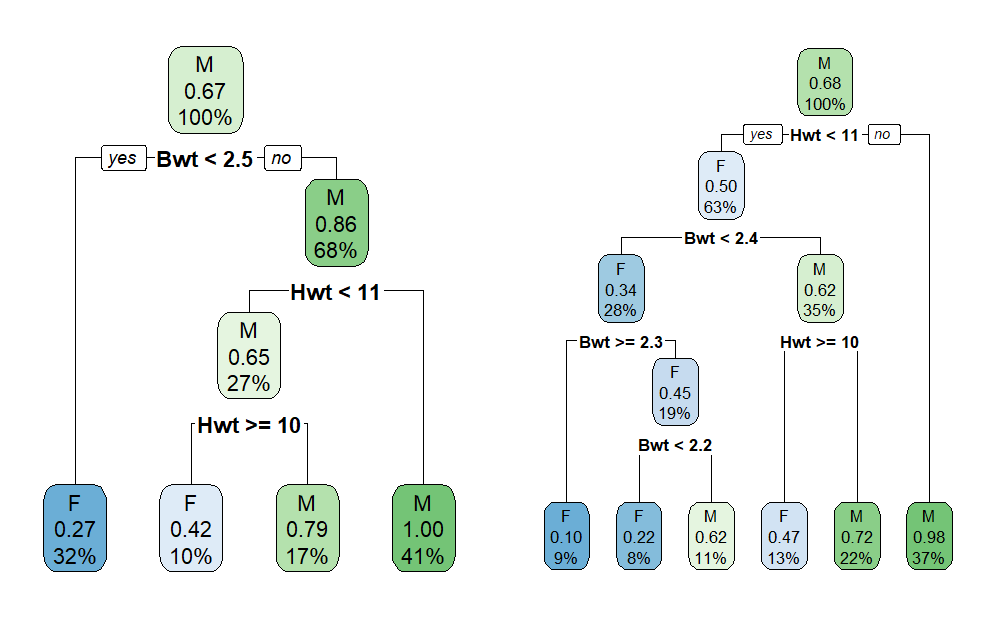 M
0.67
100%
yes Bwt < 2.5 no
M
0.86
68%
Hwt < 11
M
0.65
27%
Hwt >= 10
F
0.27
32%
F
0.42
10%
M
0.79
17%
M
1.00
41%
M
0.68
100%
yes Hwt < 11 no
F
0.50
63%
Bwt < 2.4
F
0.34
28%
M
0.62
35%
Bwt >= 2.3
Hwt >= 10
F
0.45
19%
Bwt < 2.2
F
0.10
9%
F
0.22
8%
M
0.62
11%
F
0.47
13%
M
0.72
22%
M
0.98
37%